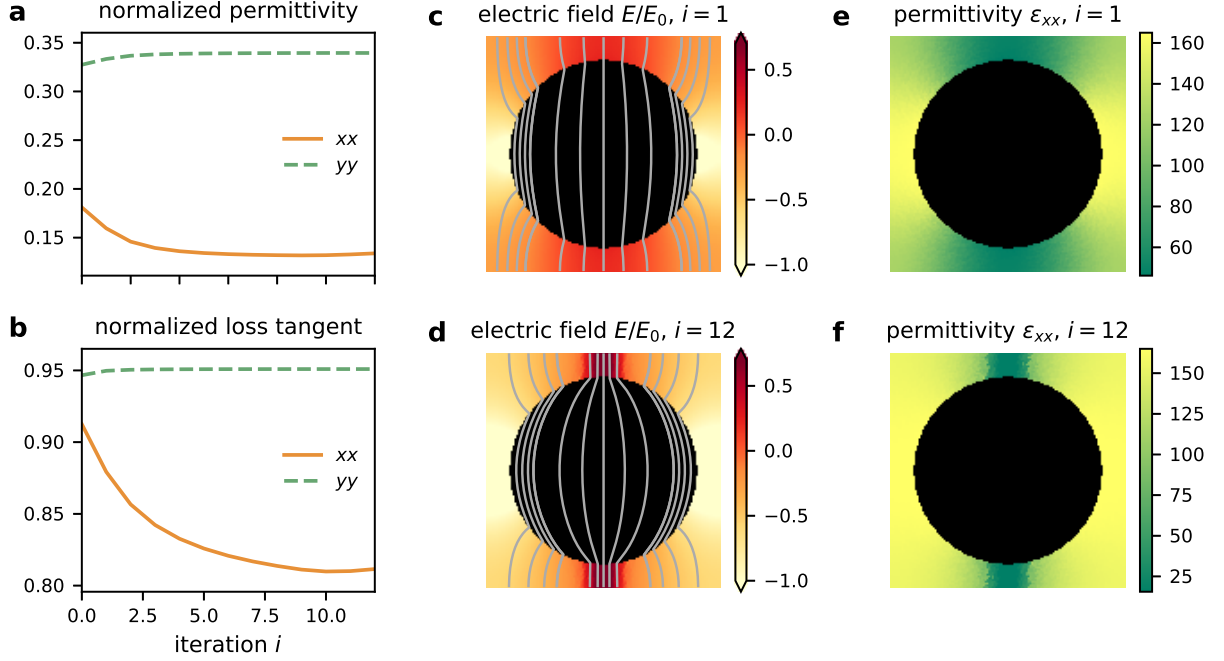 a
normalized permittivity
0.35
0.30
0.25
0.20
0.15
xx
yy
b
normalized loss tangent
0.95
0.90
0.85
0.80
xx
yy
0.0 2.5 5.0 7.5 10.0
iteration i
c
electric field E/E₀, i = 1
0.5
0.0
−0.5
−1.0
d
electric field E/E₀, i = 12
0.5
0.0
−0.5
−1.0
e
permittivity εₓₓ, i = 1
160
140
120
100
80
60
f
permittivity εₓₓ, i = 12
150
125
100
75
50
25